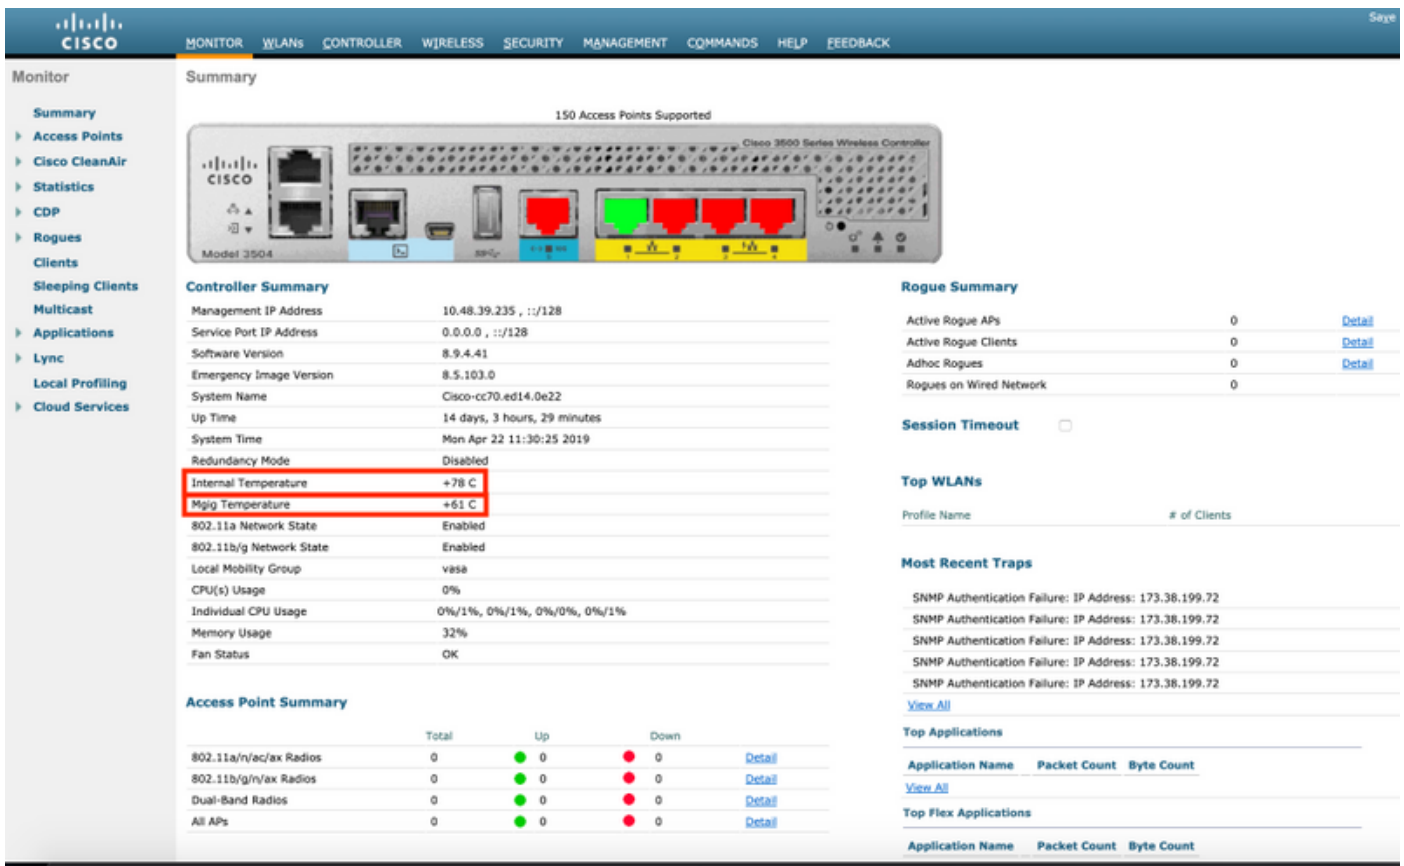 Save
CISCO
MONITOR WLANs CONTROLLER WIRELESS SECURITY MANAGEMENT COMMANDS HELP FEEDBACK
Monitor
Summary
Access Points
Cisco CleanAir
Statistics
CDP
Rogues
Clients
Sleeping Clients
Multicast
Applications
Lync
Local Profiling
Cloud Services
Summary
150 Access Points Supported
Cisco 3500 Series Wireless Controller
CISCO
Model 3504
1 2 3 4
Controller Summary
Management IP Address 10.48.39.235 , ::/128
Service Port IP Address 0.0.0.0 , ::/128
Software Version 8.9.4.41
Emergency Image Version 8.5.103.0
System Name Cisco-cc70.ed14.0e22
Up Time 14 days, 3 hours, 29 minutes
System Time Mon Apr 22 11:30:25 2019
Redundancy Mode Disabled
Internal Temperature +78 C
Mgig Temperature +61 C
802.11a Network State Enabled
802.11b/g Network State Enabled
Local Mobility Group vasa
CPU(s) Usage 0%
Individual CPU Usage 0%/1%, 0%/1%, 0%/0%, 0%/1%
Memory Usage 32%
Fan Status OK
Access Point Summary
Total Up Down
802.11a/n/ac/ax Radios 0 0 0 Detail
802.11b/g/n/ax Radios 0 0 0 Detail
Dual-Band Radios 0 0 0 Detail
All APs 0 0 0 Detail
Rogue Summary
Active Rogue APs 0 Detail
Active Rogue Clients 0 Detail
Adhoc Rogues 0 Detail
Rogues on Wired Network 0
Session Timeout
Top WLANs
Profile Name # of Clients
Most Recent Traps
SNMP Authentication Failure: IP Address: 173.38.199.72
SNMP Authentication Failure: IP Address: 173.38.199.72
SNMP Authentication Failure: IP Address: 173.38.199.72
SNMP Authentication Failure: IP Address: 173.38.199.72
SNMP Authentication Failure: IP Address: 173.38.199.72
View All
Top Applications
Application Name Packet Count Byte Count
View All
Top Flex Applications
Application Name Packet Count Byte Count